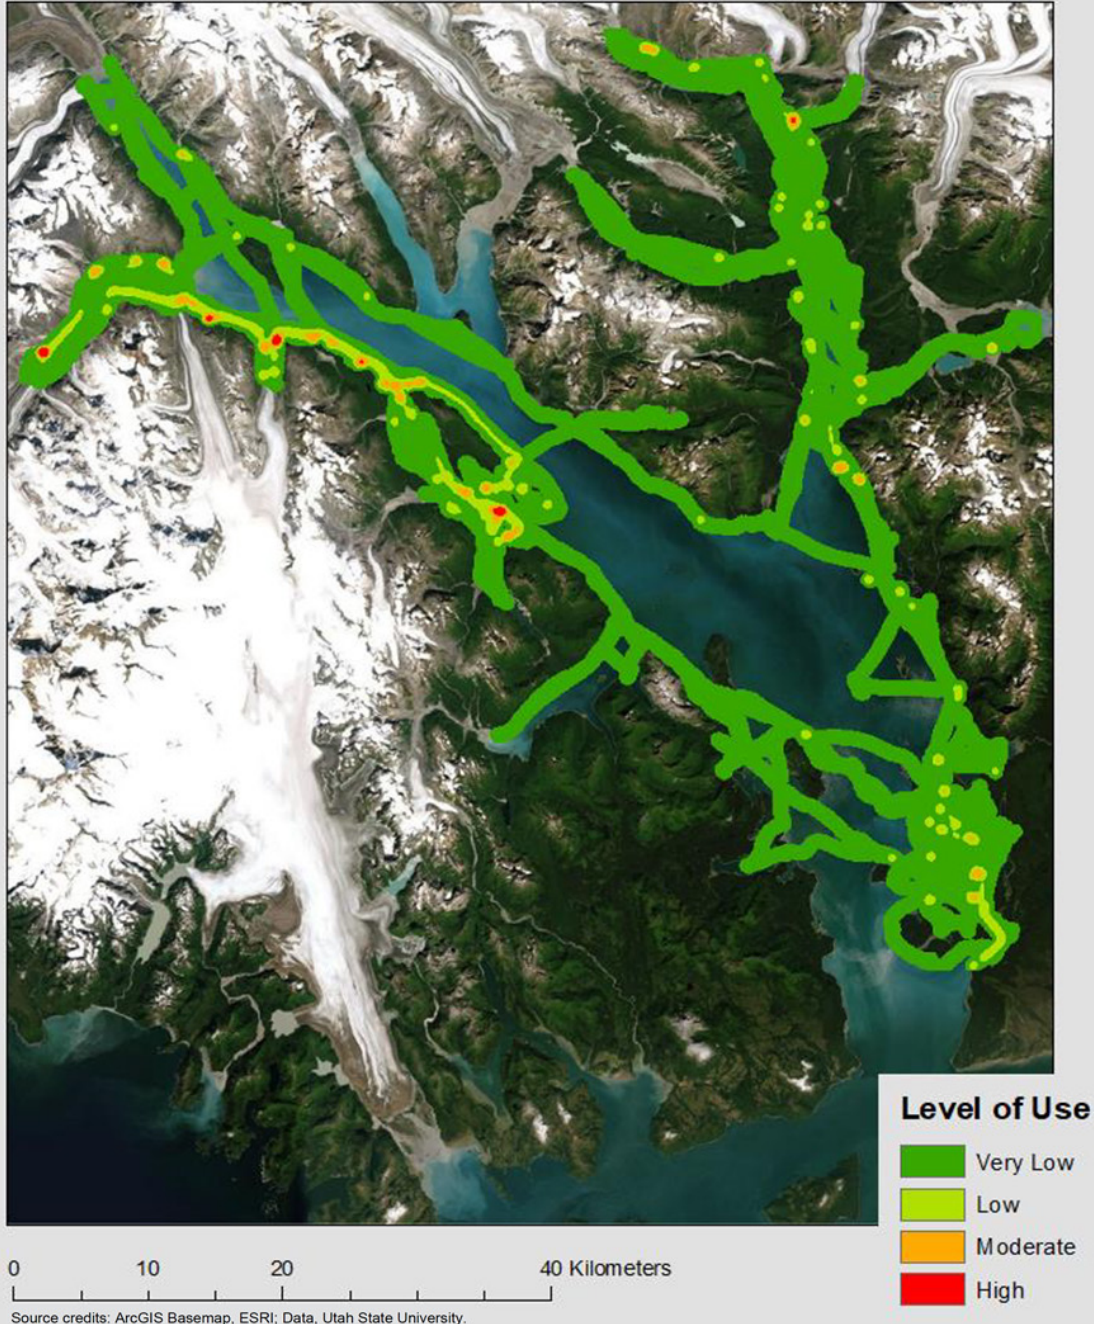 Level of Use
Very Low
Low
Moderate
High
0 10 20 40 Kilometers
Source credits: ArcGIS Basemap, ESRI; Data, Utah State University.